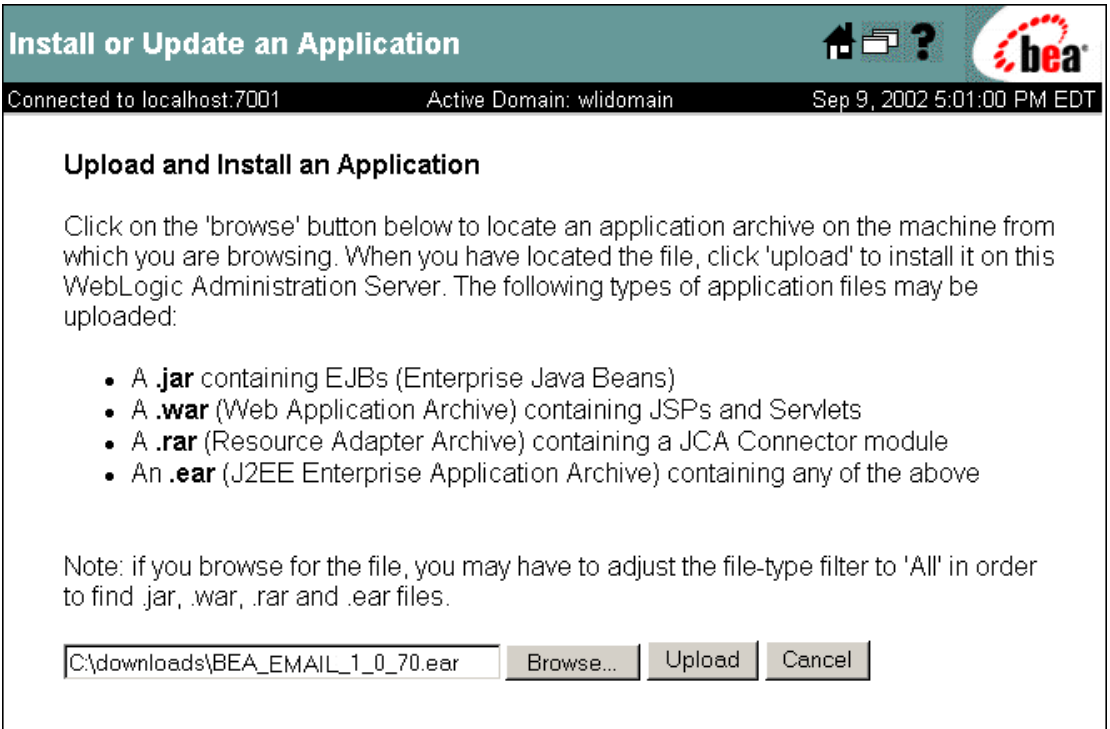 Install or Update an Application
?
bea
Connected to localhost:7001 Active Domain: wlidomain Sep 9, 2002 5:01:00 PM EDT
Upload and Install an Application
Click on the 'browse' button below to locate an application archive on the machine from
which you are browsing. When you have located the file, click 'upload' to install it on this
WebLogic Administration Server. The following types of application files may be
uploaded:
• A .jar containing EJBs (Enterprise Java Beans)
• A .war (Web Application Archive) containing JSPs and Servlets
• A .rar (Resource Adapter Archive) containing a JCA Connector module
• An .ear (J2EE Enterprise Application Archive) containing any of the above
Note: if you browse for the file, you may have to adjust the file-type filter to 'All' in order
to find .jar, .war, .rar and .ear files.
C:\downloads\BEA_EMAIL_1_0_70.ear Browse... Upload Cancel